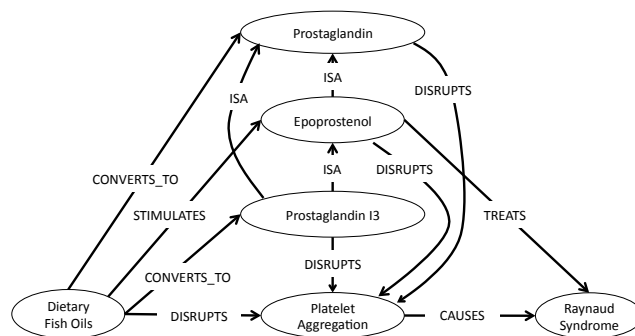 Prostaglandin
ISA
DISRUPTS
ISA
Epoprostenol
CONVERTS_TO
ISA
DISRUPTS
STIMULATES
Prostaglandin I3
TREATS
CONVERTS_TO
DISRUPTS
Dietary
Fish Oils
DISRUPTS
Platelet
Aggregation
CAUSES
Raynaud
Syndrome